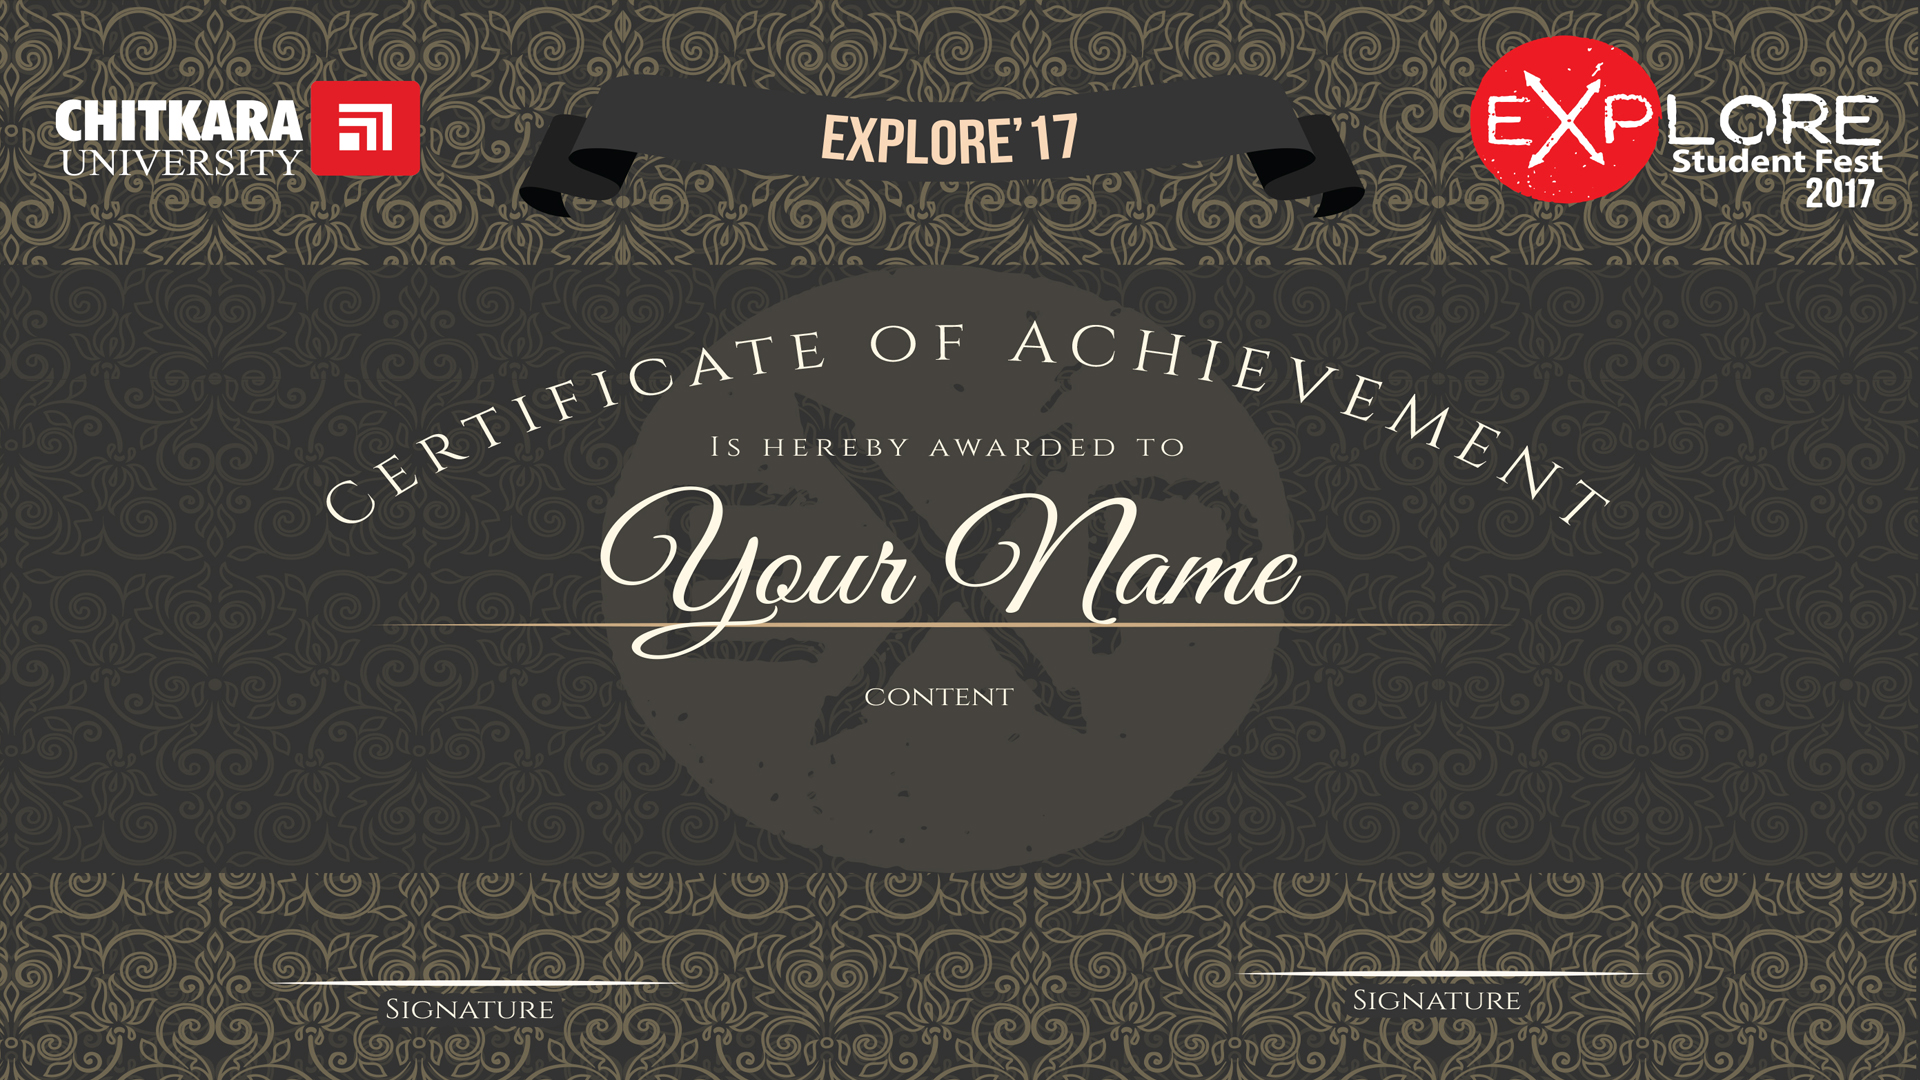 CHITKARA
UNIVERSITY
EXPLORE'17
EXPLORE
Student Fest
2017
CERTIFICATE OF ACHIEVEMENT
Is hereby awarded to
Your Name
content
Signature
Signature
EXP